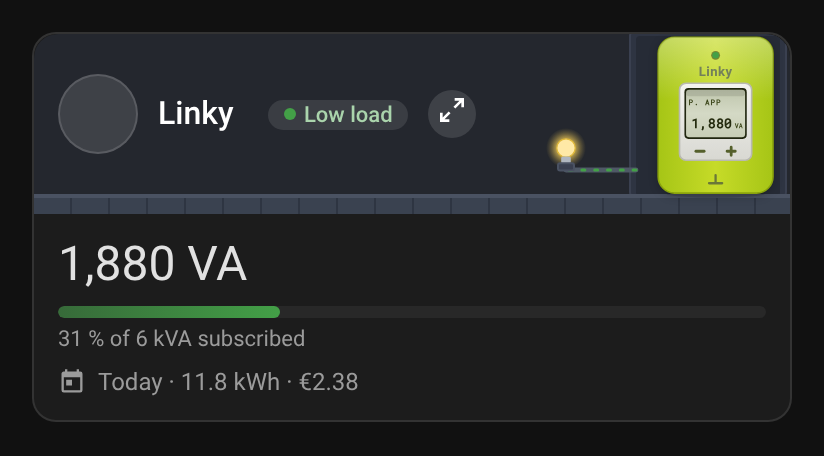 Linky
Low load
Linky
P. APP
1,880 VA
1,880 VA
31 % of 6 kVA subscribed
Today · 11.8 kWh · €2.38